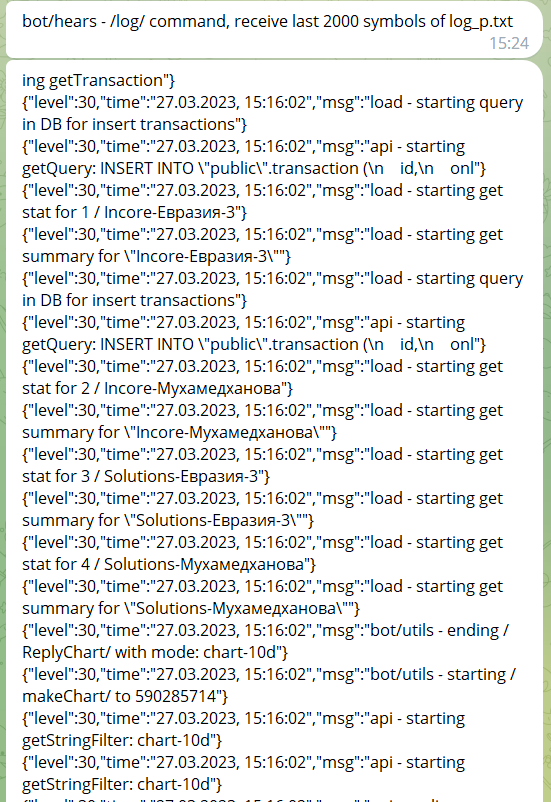 bot/hears - /log/ command, receive last 2000 symbols of log_p.txt
15:24
ing getTransaction"}
{"level":30,"time":"27.03.2023, 15:16:02","msg":"load - starting query
in DB for insert transactions"}
{"level":30,"time":"27.03.2023, 15:16:02","msg":"api - starting
getQuery: INSERT INTO \"public\".transaction (\n    id,\n    onl"}
{"level":30,"time":"27.03.2023, 15:16:02","msg":"load - starting get
stat for 1 / Incore-Евразия-3"}
{"level":30,"time":"27.03.2023, 15:16:02","msg":"load - starting get
summary for \"Incore-Евразия-3\""}
{"level":30,"time":"27.03.2023, 15:16:02","msg":"load - starting query
in DB for insert transactions"}
{"level":30,"time":"27.03.2023, 15:16:02","msg":"api - starting
getQuery: INSERT INTO \"public\".transaction (\n    id,\n    onl"}
{"level":30,"time":"27.03.2023, 15:16:02","msg":"load - starting get
stat for 2 / Incore-Мухамедханова"}
{"level":30,"time":"27.03.2023, 15:16:02","msg":"load - starting get
summary for \"Incore-Мухамедханова\""}
{"level":30,"time":"27.03.2023, 15:16:02","msg":"load - starting get
stat for 3 / Solutions-Евразия-3"}
{"level":30,"time":"27.03.2023, 15:16:02","msg":"load - starting get
summary for \"Solutions-Евразия-3\""}
{"level":30,"time":"27.03.2023, 15:16:02","msg":"load - starting get
stat for 4 / Solutions-Мухамедханова"}
{"level":30,"time":"27.03.2023, 15:16:02","msg":"load - starting get
summary for \"Solutions-Мухамедханова\""}
{"level":30,"time":"27.03.2023, 15:16:02","msg":"bot/utils - ending /
ReplyChart/ with mode: chart-10d"}
{"level":30,"time":"27.03.2023, 15:16:02","msg":"bot/utils - starting /
makeChart/ to 590285714"}
{"level":30,"time":"27.03.2023, 15:16:02","msg":"api - starting
getStringFilter: chart-10d"}
{"level":30,"time":"27.03.2023, 15:16:02","msg":"api - starting
getStringFilter: chart-10d"}